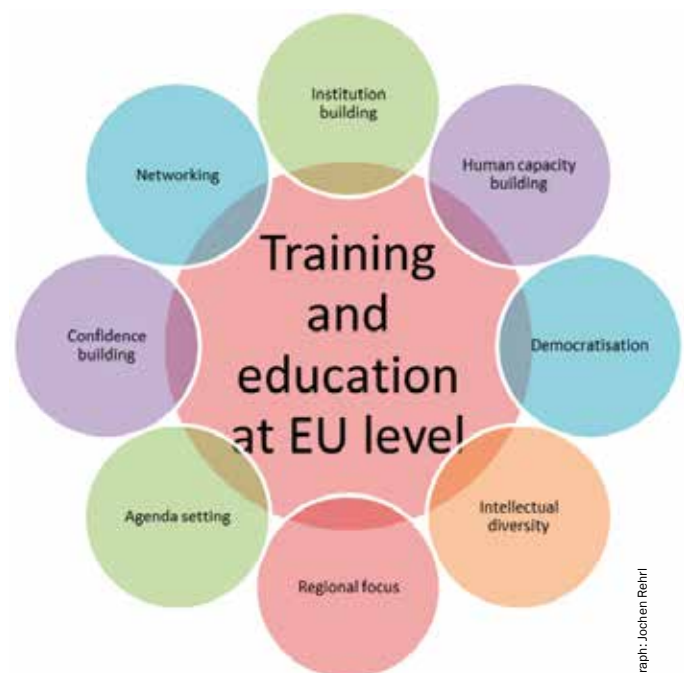 Institution
building
Human capacity
building
Democratisation
Intellectual
diversity
Regional focus
Agenda setting
Confidence
building
Networking
Training
and
education
at EU level
raph: Jochen Rehrl